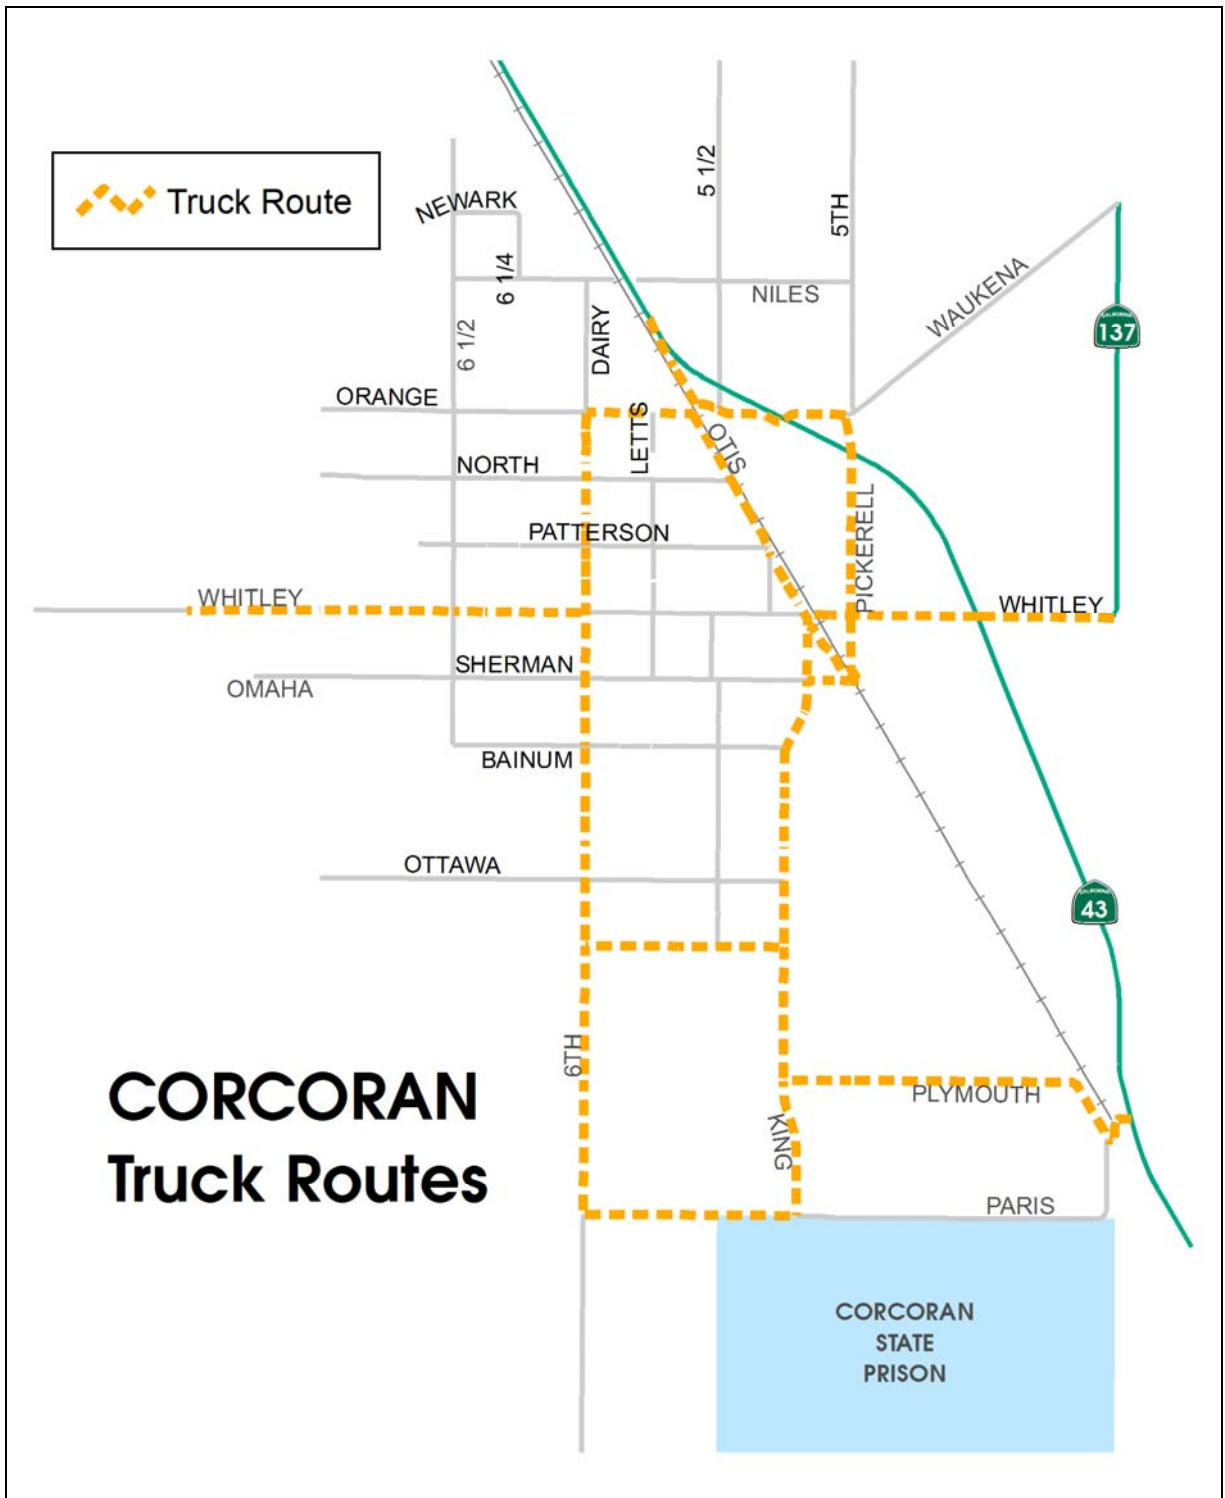 5 1/2
Truck Route
NEWARK
5TH
6 1/4
NILES
WAUKENA
CALIFORNIA
137
6 1/2
DAIRY
ORANGE
LETTS
OTIS
NORTH
PATTERSON
PICKERELL
WHITLEY
WHITLEY
SHERMAN
OMAHA
BAINUM
OTTAWA
CALIFORNIA
43
6TH
CORCORAN
Truck Routes
PLYMOUTH
KING
PARIS
CORCORAN
STATE
PRISON